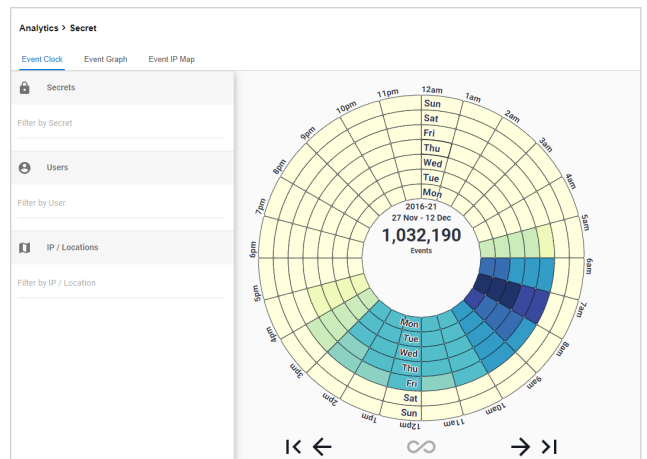 Analytics > Secret
Event Clock Event Graph Event IP Map
Secrets
Filter by Secret
Users
Filter by User
IP / Locations
Filter by IP / Location
12am
1am
2am
3am
4am
5am
6am
7am
8am
9am
10am
11am
12pm
1pm
2pm
3pm
4pm
5pm
6pm
7pm
8pm
9pm
10pm
11pm
Sun
Sat
Fri
Thu
Wed
Tue
Mon
2016-21
27 Nov - 12 Dec
1,032,190
Events
Mon
Tue
Wed
Thu
Fri
Sat
Sun